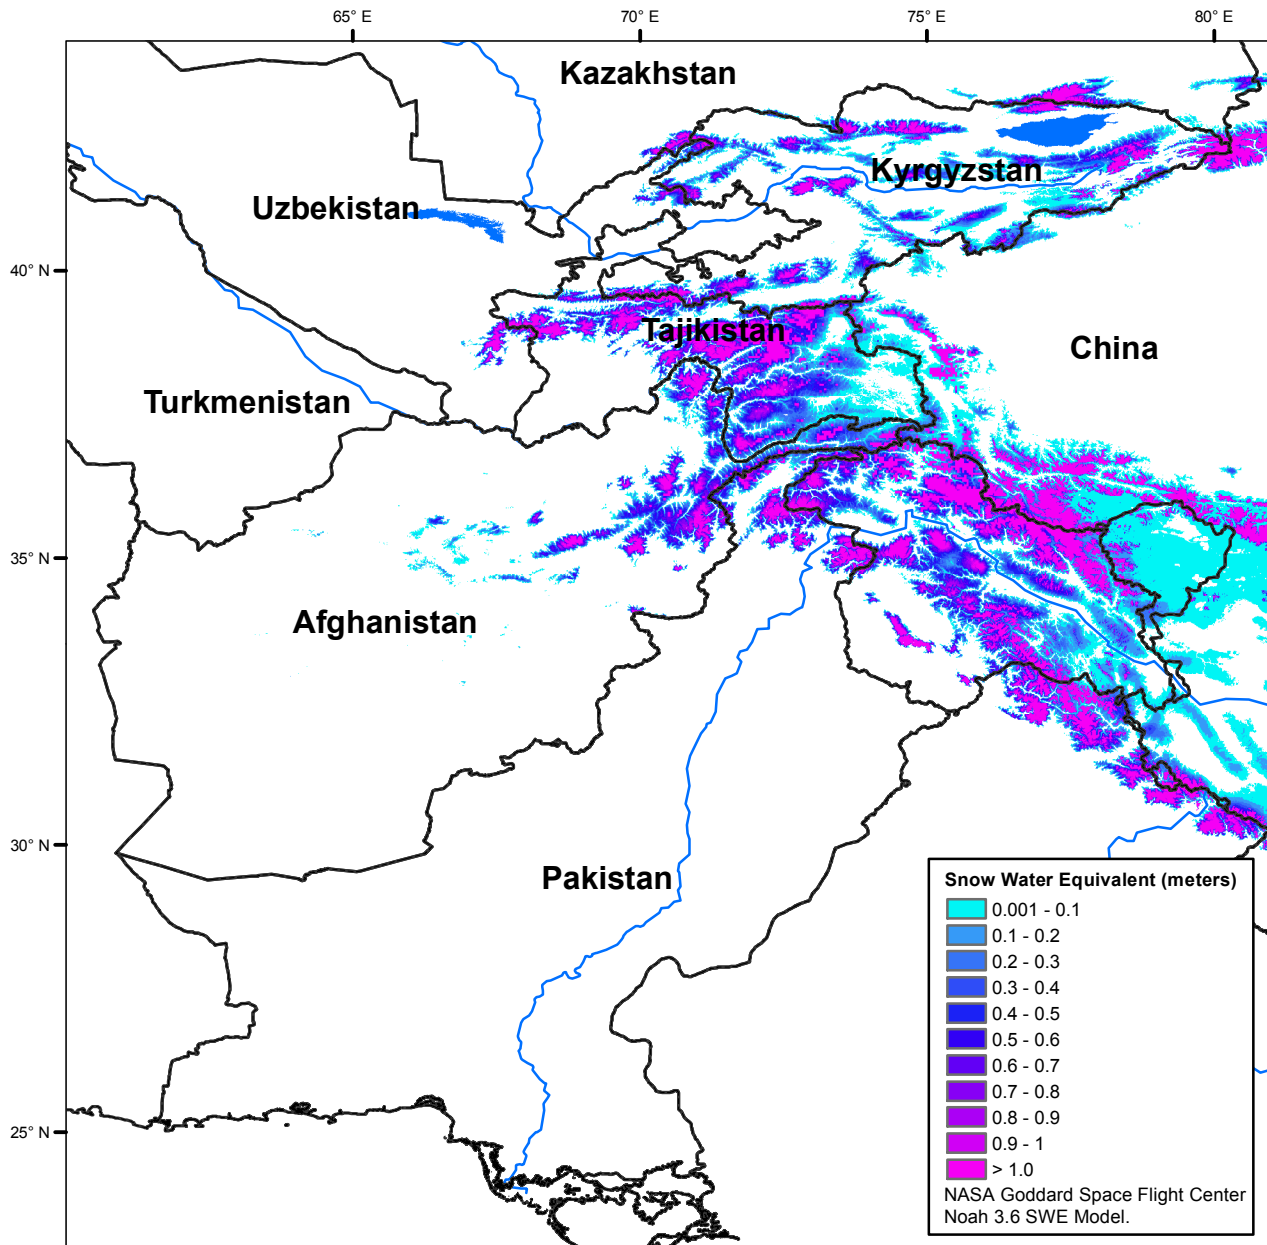 65° E
70° E
75° E
80° E
Kazakhstan
Kyrgyzstan
Uzbekistan
40° N
Tajikistan
China
Turkmenistan
35° N
Afghanistan
30° N
Pakistan
25° N
Snow Water Equivalent (meters)
0.001 - 0.1
0.1 - 0.2
0.2 - 0.3
0.3 - 0.4
0.4 - 0.5
0.5 - 0.6
0.6 - 0.7
0.7 - 0.8
0.8 - 0.9
0.9 - 1
> 1.0
NASA Goddard Space Flight Center
Noah 3.6 SWE Model.